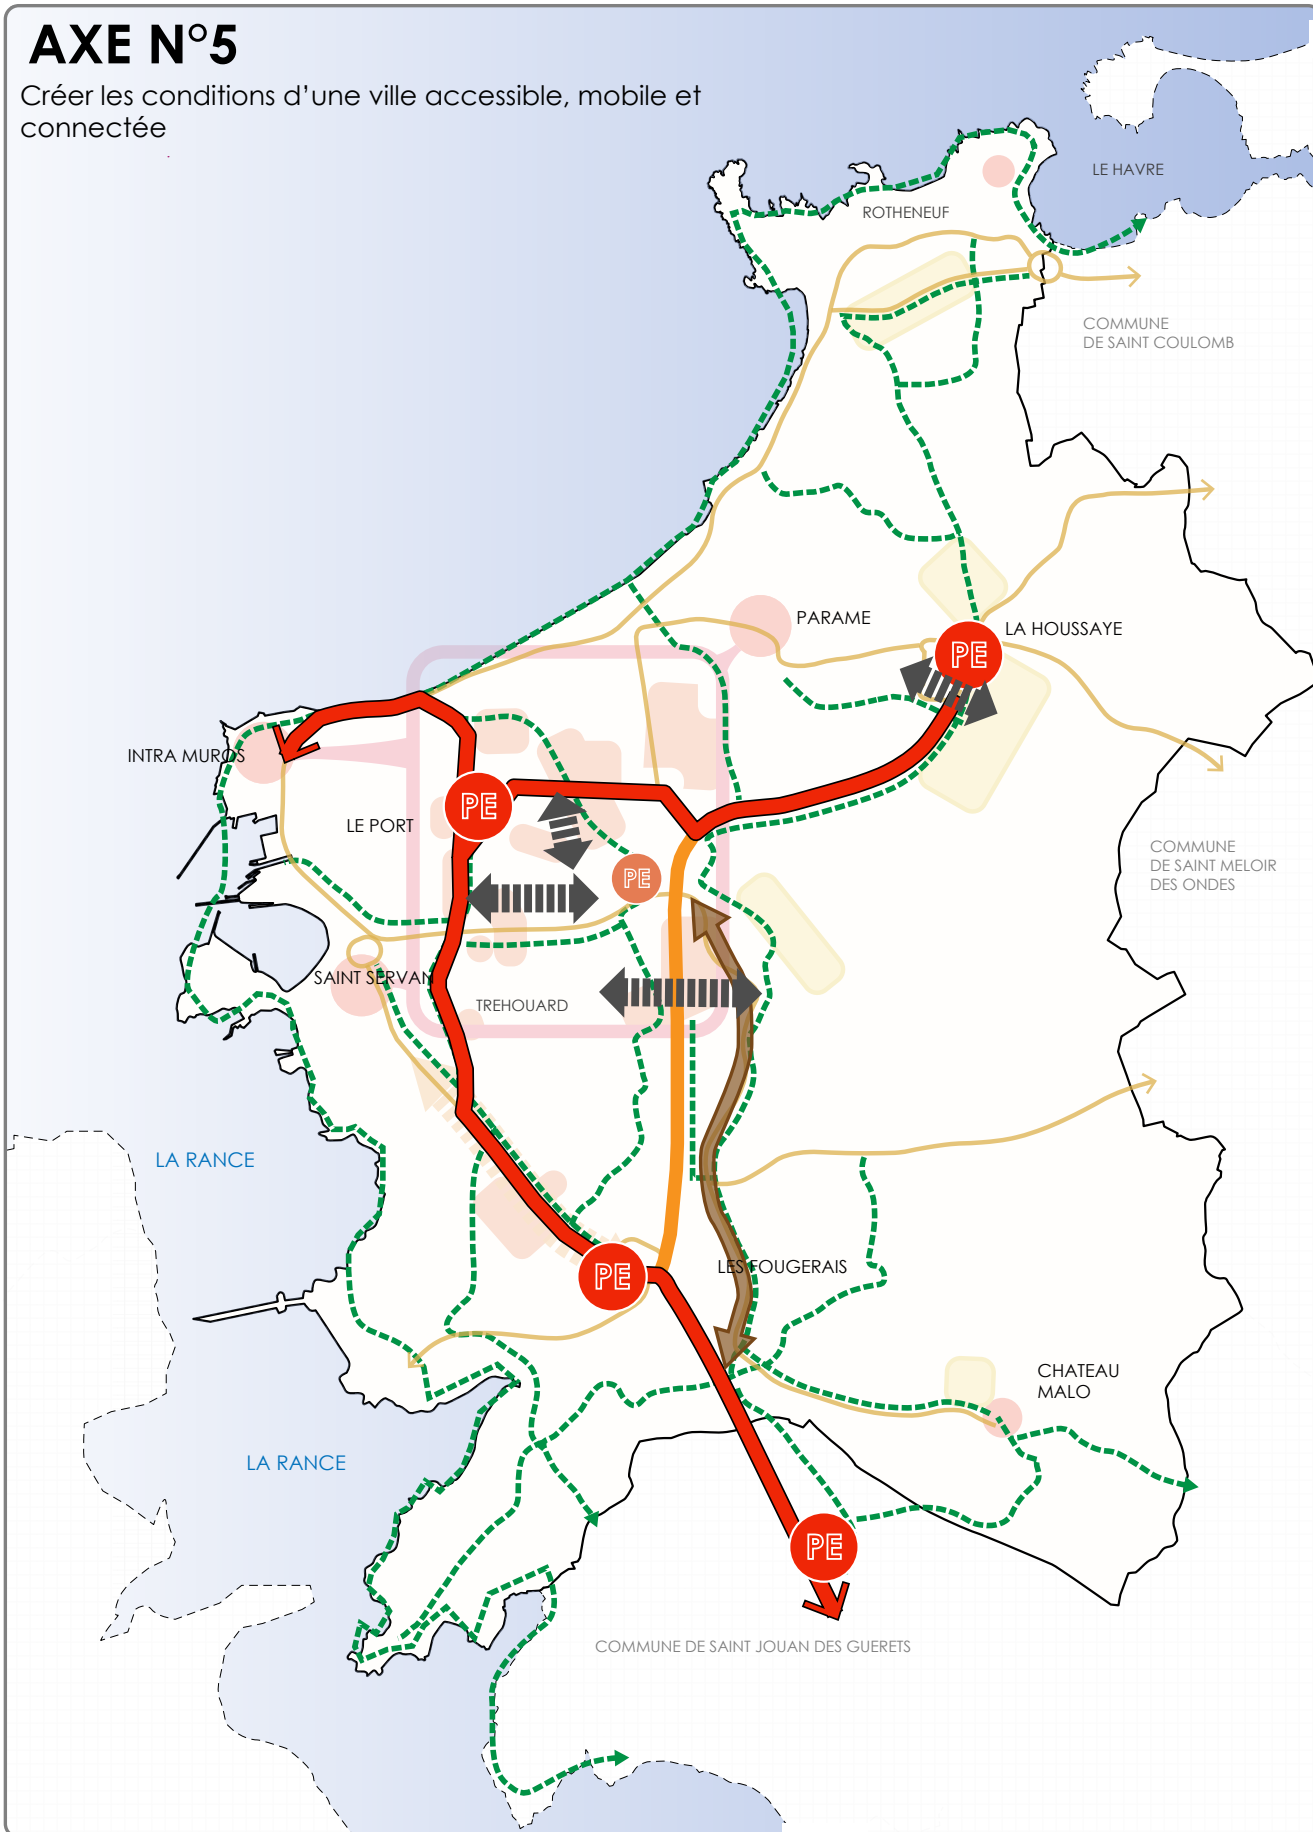 AXE N°5
Créer les conditions d’une ville accessible, mobile et
connectée
LE HAVRE
ROTHENEUF
COMMUNE
DE SAINT COULOMB
PARAME
LA HOUSSAYE
PE
INTRA MUROS
PE
LE PORT
COMMUNE
DE SAINT MELOIR
DES ONDES
PE
SAINT SERVAN
TREHOUARD
LA RANCE
LES FOUGERAIS
PE
CHATEAU
MALO
LA RANCE
PE
COMMUNE DE SAINT JOUAN DES GUERETS